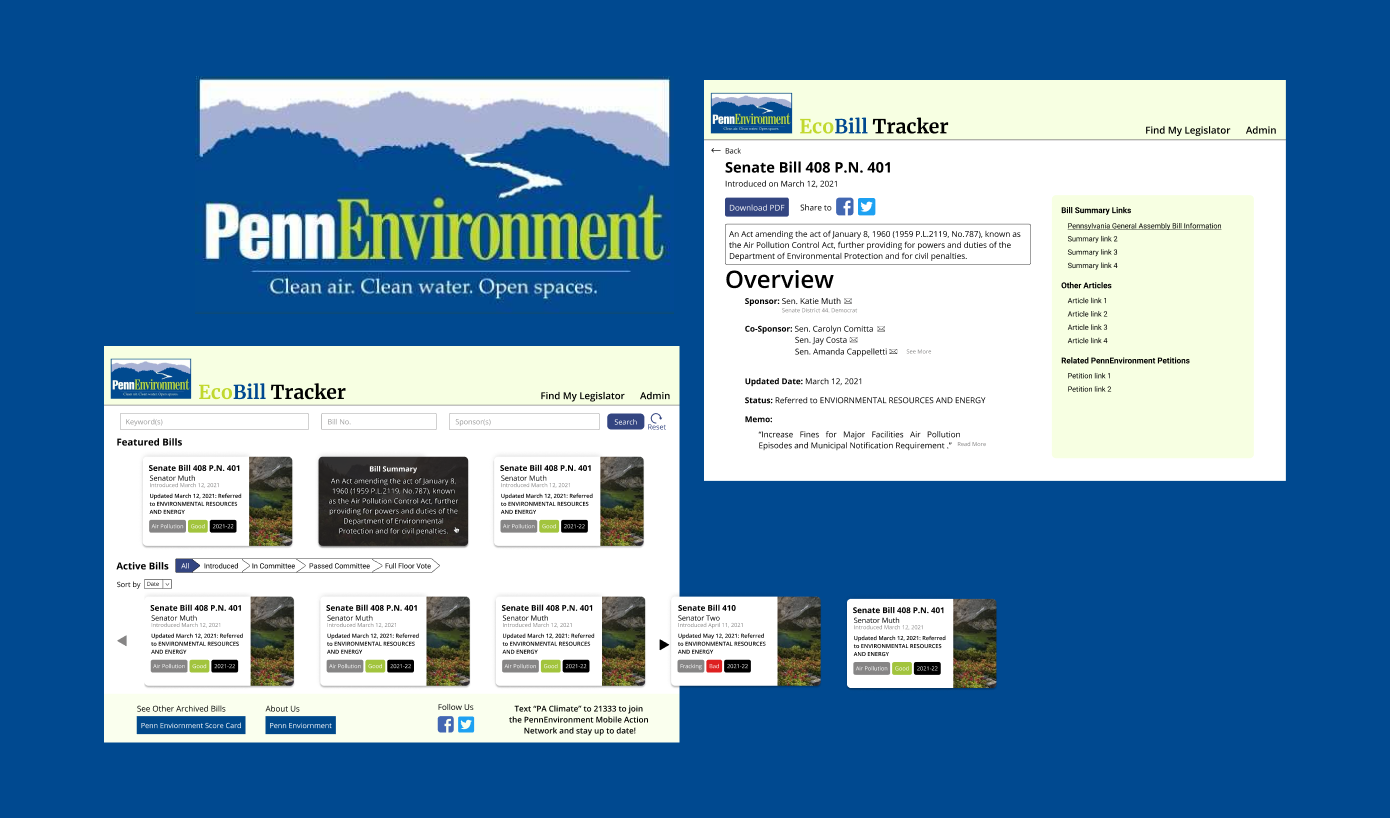 PennEnvironment
Clean air. Clean water. Open spaces.
PennEnvironment
Clean air. Clean water. Open spaces.
EcoBill Tracker
Find My Legislator Admin
← Back
Senate Bill 408 P.N. 401
Introduced on March 12, 2021
Download PDF Share to
An Act amending the act of January 8, 1960 (1959 P.L.2119, No.787), known as
the Air Pollution Control Act, further providing for powers and duties of the
Department of Environmental Protection and for civil penalties.
Overview
Sponsor: Sen. Katie Muth
Senate District 44. Democrat
Co-Sponsor: Sen. Carolyn Comitta
Sen. Jay Costa
Sen. Amanda Cappelletti See More
Updated Date: March 12, 2021
Status: Referred to ENVIORNMENTAL RESOURCES AND ENERGY
Memo:
“Increase Fines for Major Facilities Air Pollution
Episodes and Municipal Notification Requirement .” Read More
Bill Summary Links
Pennsylvania General Assembly Bill Information
Summary link 2
Summary link 3
Summary link 4
Other Articles
Article link 1
Article link 2
Article link 3
Article link 4
Related PennEnvironment Petitions
Petition link 1
Petition link 2
PennEnvironment
Clean air. Clean water. Open spaces.
EcoBill Tracker
Find My Legislator Admin
Keyword(s) Bill No. Sponsor(s) Search Reset
Featured Bills
Senate Bill 408 P.N. 401
Senator Muth
Introduced March 12, 2021
Updated March 12, 2021: Referred
to ENVIRONMENTAL RESOURCES
AND ENERGY
Air Pollution Good 2021-22
Bill Summary
An Act amending the act of January 8,
1960 (1959 P.L.2119, No.787), known
as the Air Pollution Control Act, further
providing for powers and duties of the
Department of Environmental
Protection and for civil penalties.
Senate Bill 408 P.N. 401
Senator Muth
Introduced March 12, 2021
Updated March 12, 2021: Referred
to ENVIRONMENTAL RESOURCES
AND ENERGY
Air Pollution Good 2021-22
Active Bills All Introduced In Committee Passed Committee Full Floor Vote
Sort by Date
Senate Bill 408 P.N. 401
Senator Muth
Introduced March 12, 2021
Updated March 12, 2021: Referred
to ENVIRONMENTAL RESOURCES
AND ENERGY
Air Pollution Good 2021-22
Senate Bill 408 P.N. 401
Senator Muth
Introduced March 12, 2021
Updated March 12, 2021: Referred
to ENVIRONMENTAL RESOURCES
AND ENERGY
Air Pollution Good 2021-22
Senate Bill 408 P.N. 401
Senator Muth
Introduced March 12, 2021
Updated March 12, 2021: Referred
to ENVIRONMENTAL RESOURCES
AND ENERGY
Air Pollution Good 2021-22
Senate Bill 410
Senator Two
Introduced April 11, 2021
Updated May 12, 2021: Referred
to ENVIRONMENTAL RESOURCES
AND ENERGY
Fracking Bad 2021-22
Senate Bill 408 P.N. 401
Senator Muth
Introduced March 12, 2021
Updated March 12, 2021: Referred
to ENVIRONMENTAL RESOURCES
AND ENERGY
Air Pollution Good 2021-22
See Other Archived Bills
Penn Enviornment Score Card
About Us
Penn Enviornment
Follow Us
Text “PA Climate” to 21333 to join
the PennEnvironment Mobile Action
Network and stay up to date!